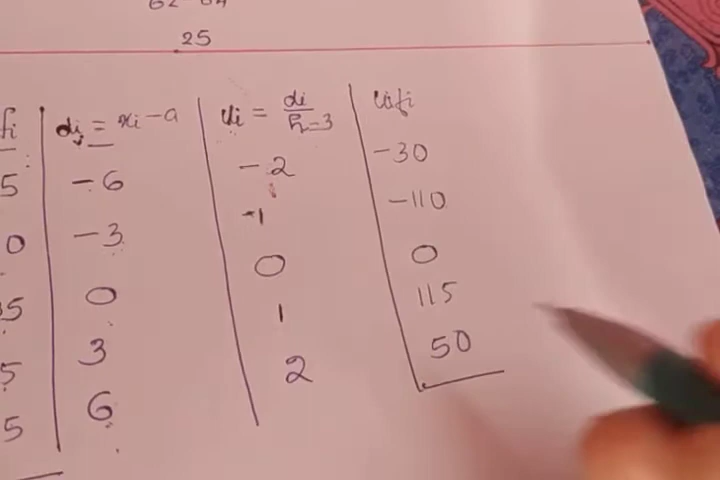 25
fi di = xi-a ui = di/h=3 uifi
5 -6 -2 -30
0 -3 -1 -110
5 0 0 0
5 3 1 115
5 6 2 50